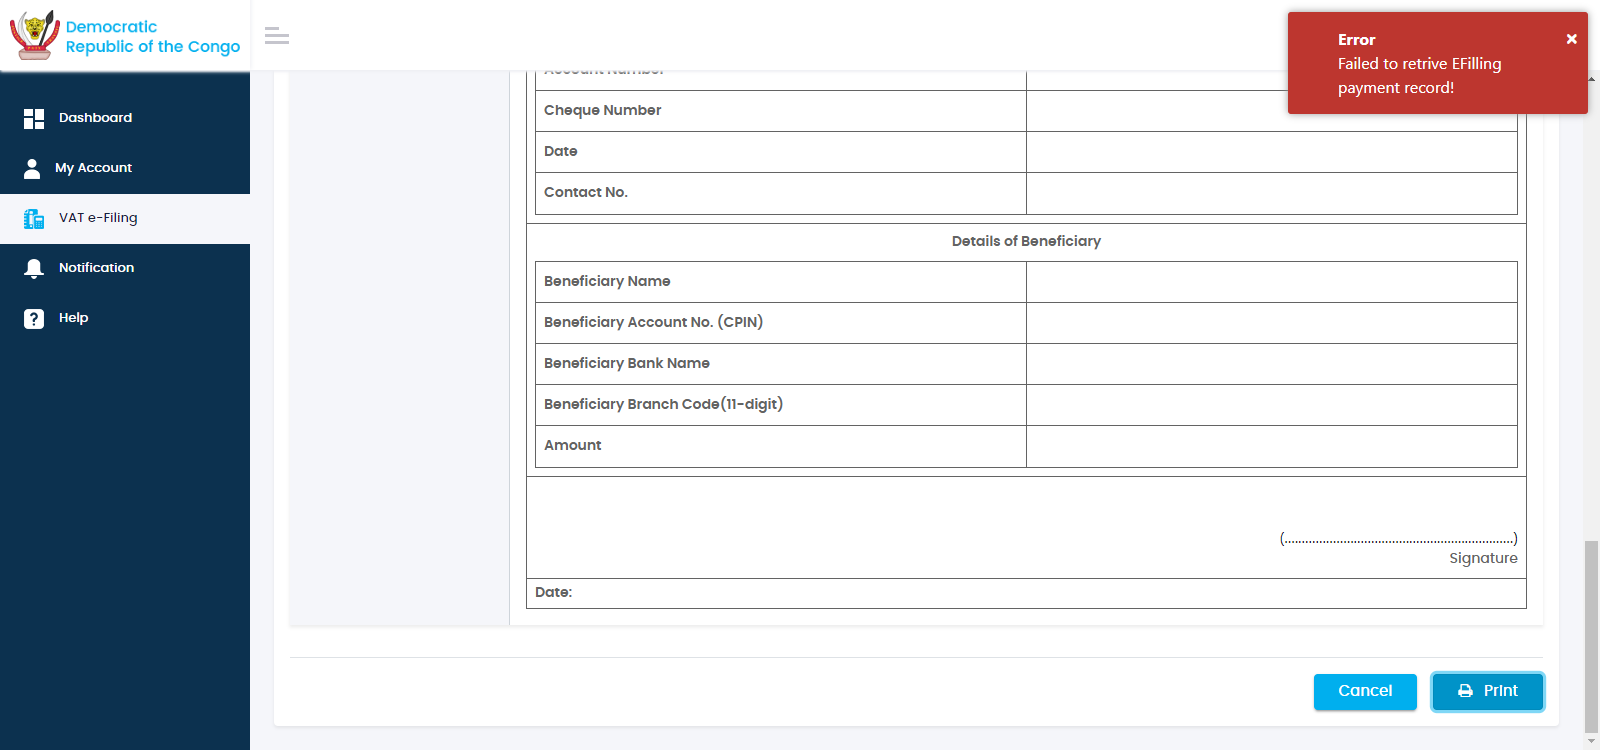 Democratic
Republic of the Congo
Error
Failed to retrive EFilling
payment record!
Dashboard
My Account
VAT e-Filing
Notification
Help
Account Number
Cheque Number
Date
Contact No.
Details of Beneficiary
Beneficiary Name
Beneficiary Account No. (CPIN)
Beneficiary Bank Name
Beneficiary Branch Code(11-digit)
Amount
(..................................................................)
Signature
Date:
Cancel
Print